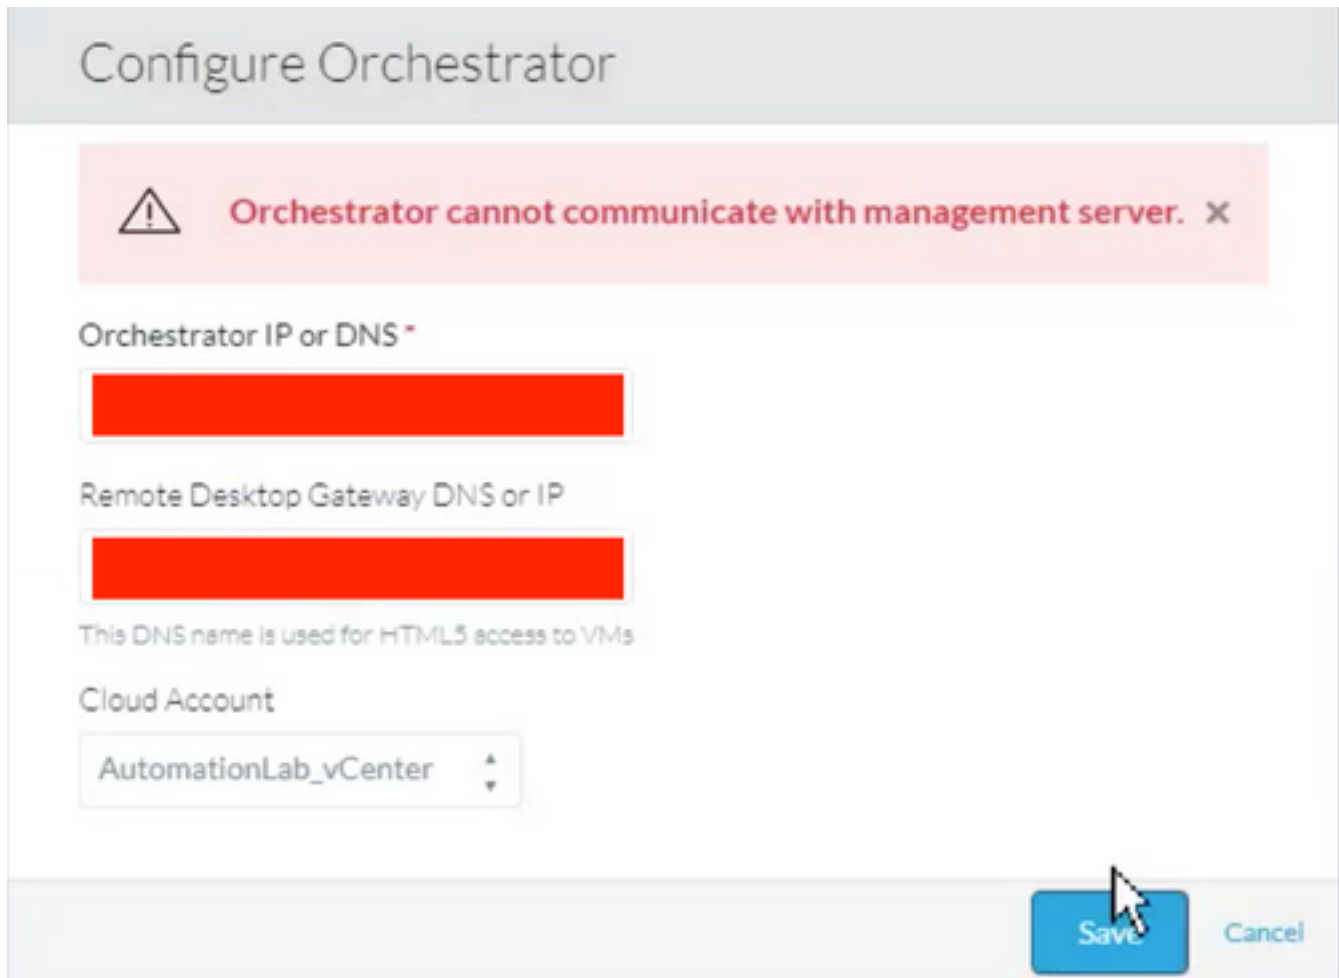 Configure Orchestrator
Orchestrator cannot communicate with management server. ×
Orchestrator IP or DNS *
Remote Desktop Gateway DNS or IP
This DNS name is used for HTML5 access to VMs
Cloud Account
AutomationLab_vCenter
Save Cancel